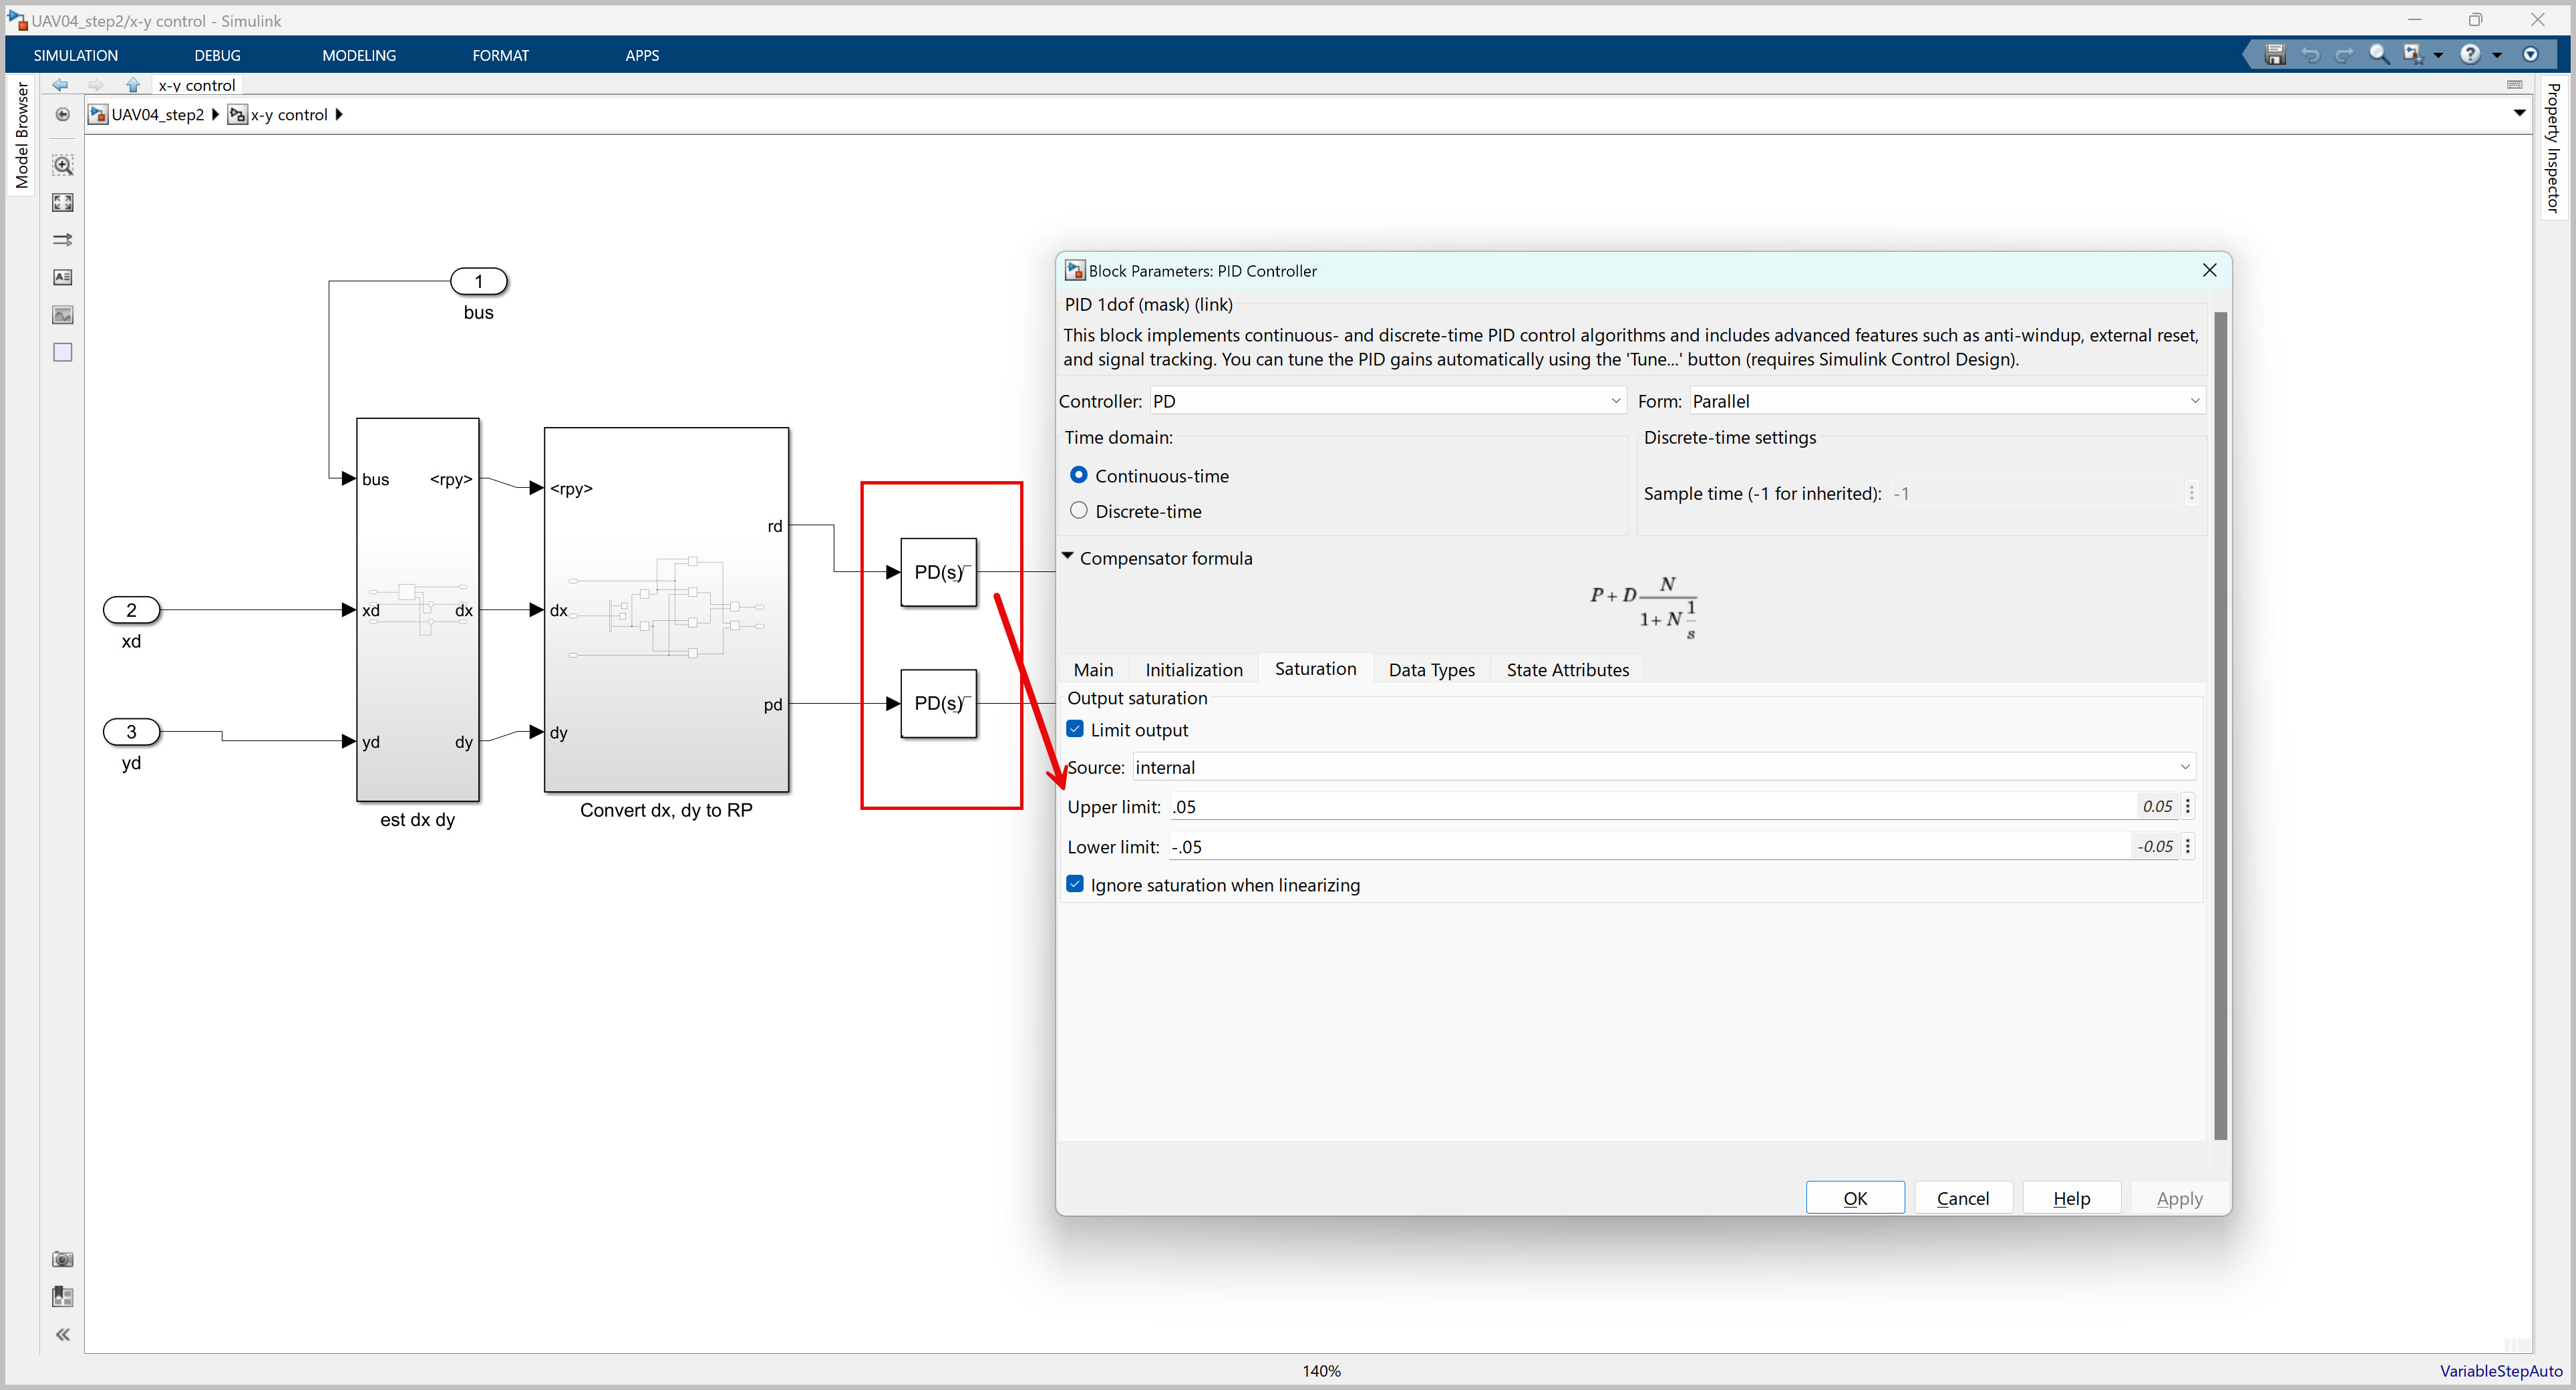 UAV04_step2/x-y control - Simulink
SIMULATION DEBUG MODELING FORMAT APPS
x-y control
UAV04_step2 x-y control
Model Browser
Property Inspector
1
bus
bus <rpy>
<rpy>
rd
2
xd
xd dx
dx
3
yd
yd dy
dy
pd
est dx dy
Convert dx, dy to RP
PD(s)
PD(s)
Block Parameters: PID Controller
PID 1dof (mask) (link)
This block implements continuous- and discrete-time PID control algorithms and includes advanced features such as anti-windup, external reset,
and signal tracking. You can tune the PID gains automatically using the 'Tune...' button (requires Simulink Control Design).
Controller: PD Form: Parallel
Time domain: Discrete-time settings
Continuous-time
Sample time (-1 for inherited): -1
Discrete-time
Compensator formula
P + D N / (1 + N 1/s)
Main Initialization Saturation Data Types State Attributes
Output saturation
Limit output
Source: internal
Upper limit: .05 0.05
Lower limit: -.05 -0.05
Ignore saturation when linearizing
OK Cancel Help Apply
140% VariableStepAuto